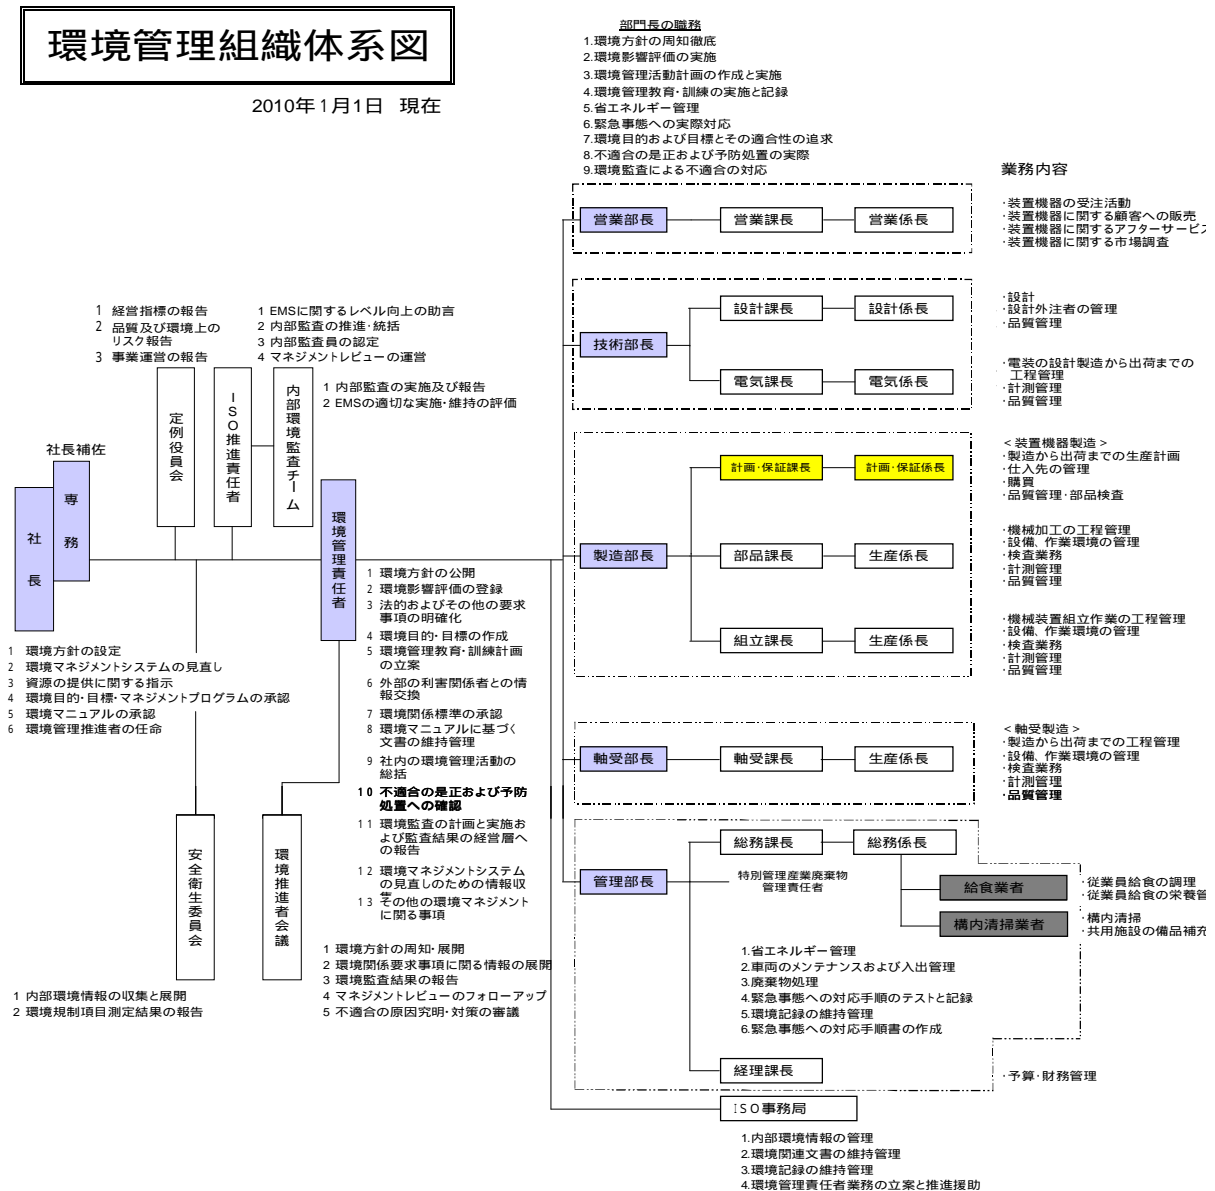 環境管理組織体系図
2010年1月1日 現在
部門長の職務
1.環境方針の周知徹底
2.環境影響評価の実施
3.環境管理活動計画の作成と実施
4.環境管理教育・訓練の実施と記録
5.省エネルギー管理
6.緊急事態への実際対応
7.環境目的および目標とその適合性の追求
8.不適合の是正および予防処置の実際
9.環境監査による不適合の対応
業務内容
営業部長
営業課長
営業係長
・装置機器の受注活動
・装置機器に関する顧客への販売
・装置機器に関するアフターサービス
・装置機器に関する市場調査
技術部長
設計課長
設計係長
・設計
・設計外注者の管理
・品質管理
電気課長
電気係長
・電装の設計製造から出荷までの
工程管理
・計測管理
・品質管理
1 経営指標の報告
2 品質及び環境上の
リスク報告
3 事業運営の報告
1 EMSに関するレベル向上の助言
2 内部監査の推進・統括
3 内部監査員の認定
4 マネジメントレビューの運営
1 内部監査の実施及び報告
2 EMSの適切な実施・維持の評価
定例役員会
ISO推進責任者
内部環境監査チーム
社長補佐
専務
社長
環境管理責任者
1 環境方針の設定
2 環境マネジメントシステムの見直し
3 資源の提供に関する指示
4 環境目的・目標・マネジメントプログラムの承認
5 環境マニュアルの承認
6 環境管理推進者の任命
1 環境方針の公開
2 環境影響評価の登録
3 法的およびその他の要求
事項の明確化
4 環境目的・目標の作成
5 環境管理教育・訓練計画
の立案
6 外部の利害関係者との情
報交換
7 環境関係標準の承認
8 環境マニュアルに基づく
文書の維持管理
9 社内の環境管理活動の
総括
10 不適合の是正および予防
処置への確認
11 環境監査の計画と実施お
よび監査結果の経営層へ
の報告
12 環境マネジメントシステム
の見直しのための情報収
集
13 その他の環境マネジメント
に関る事項
製造部長
計画・保証課長
計画・保証係長
<装置機器製造>
・製造から出荷までの生産計画
・仕入先の管理
・購買
・品質管理・部品検査
部品課長
生産係長
・機械加工の工程管理
・設備、作業環境の管理
・検査業務
・計測管理
・品質管理
組立課長
生産係長
・機械装置組立作業の工程管理
・設備、作業環境の管理
・検査業務
・計測管理
・品質管理
軸受部長
軸受課長
生産係長
<軸受製造>
・製造から出荷までの工程管理
・設備、作業環境の管理
・検査業務
・計測管理
・品質管理
管理部長
総務課長
総務係長
特別管理産業廃棄物
管理責任者
給食業者
・従業員給食の調理
・従業員給食の栄養管
構内清掃業者
・構内清掃
・共用施設の備品補充
1.省エネルギー管理
2.車両のメンテナンスおよび入出管理
3.廃棄物処理
4.緊急事態への対応手順のテストと記録
5.環境記録の維持管理
6.緊急事態への対応手順書の作成
経理課長
・予算・財務管理
安全衛生委員会
環境推進者会議
1 内部環境情報の収集と展開
2 環境規制項目測定結果の報告
1 環境方針の周知・展開
2 環境関係要求事項に関する情報の展開
3 環境監査結果の報告
4 マネジメントレビューのフォローアップ
5 不適合の原因究明・対策の審議
ISO事務局
1.内部環境情報の管理
2.環境関連文書の維持管理
3.環境記録の維持管理
4.環境管理責任者業務の立案と推進援助